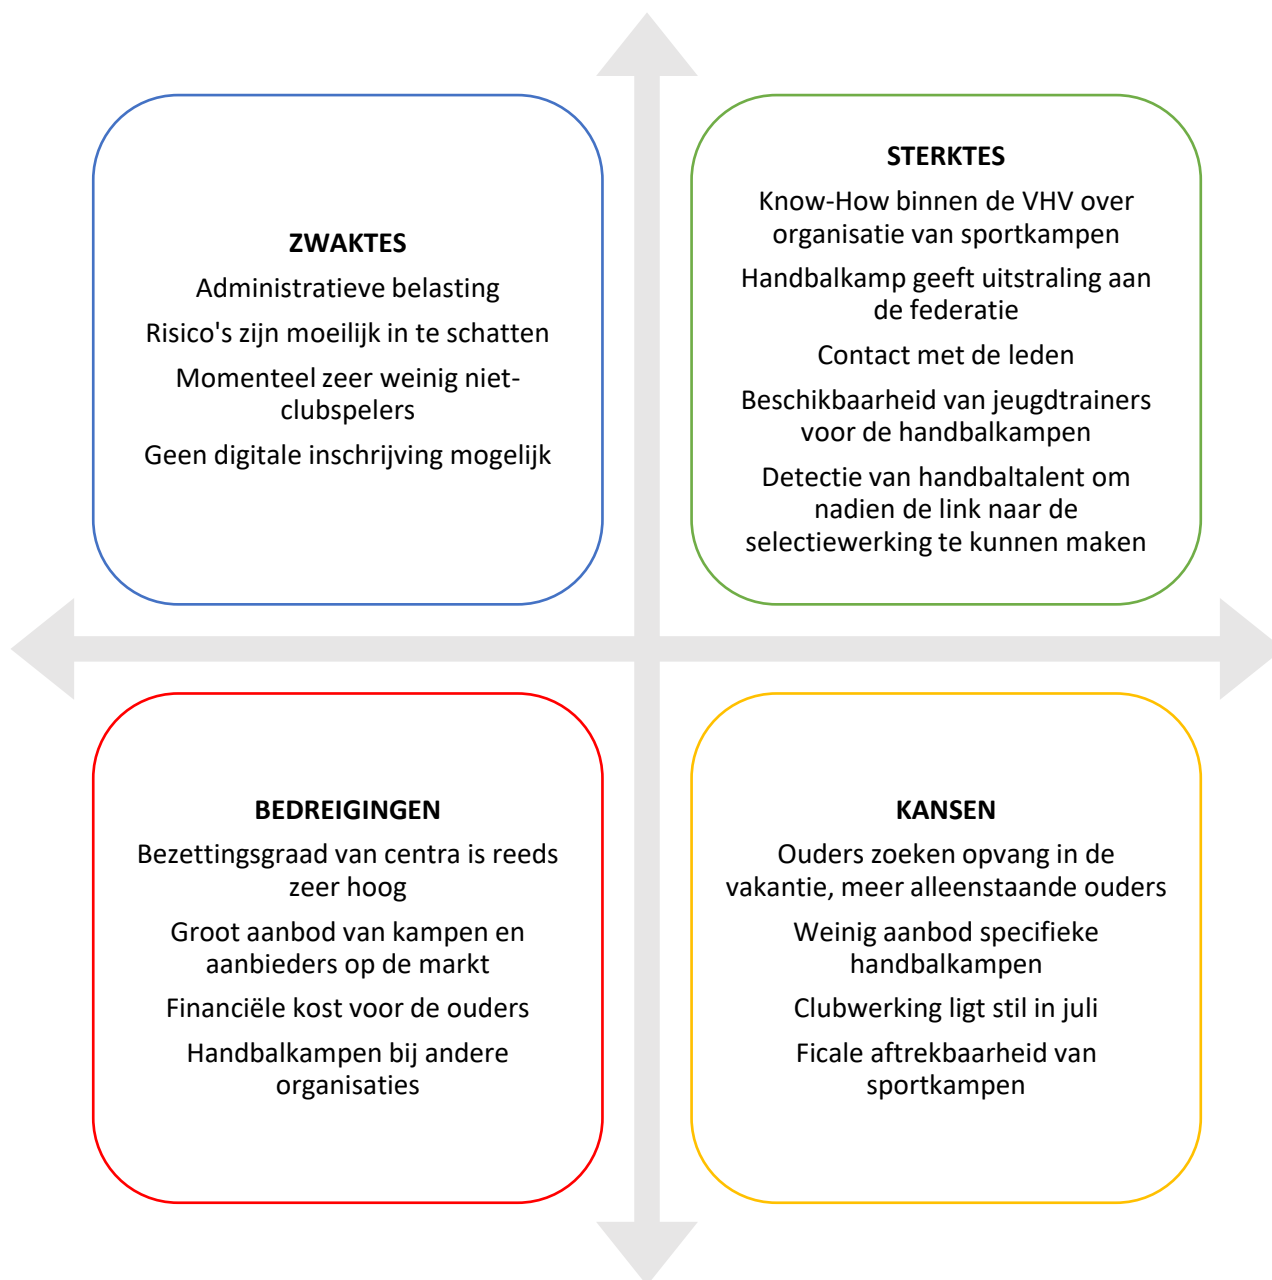 ZWAKTES
Administratieve belasting
Risico's zijn moeilijk in te schatten
Momenteel zeer weinig niet-
clubspelers
Geen digitale inschrijving mogelijk
STERKTES
Know-How binnen de VHV over
organisatie van sportkampen
Handbalkamp geeft uitstraling aan
de federatie
Contact met de leden
Beschikbaarheid van jeugdtrainers
voor de handbalkampen
Detectie van handbaltalent om
nadien de link naar de
selectiewerking te kunnen maken
BEDREIGINGEN
Bezettingsgraad van centra is reeds
zeer hoog
Groot aanbod van kampen en
aanbieders op de markt
Financiële kost voor de ouders
Handbalkampen bij andere
organisaties
KANSEN
Ouders zoeken opvang in de
vakantie, meer alleenstaande ouders
Weinig aanbod specifieke
handbalkampen
Clubwerking ligt stil in juli
Ficale aftrekbaarheid van
sportkampen